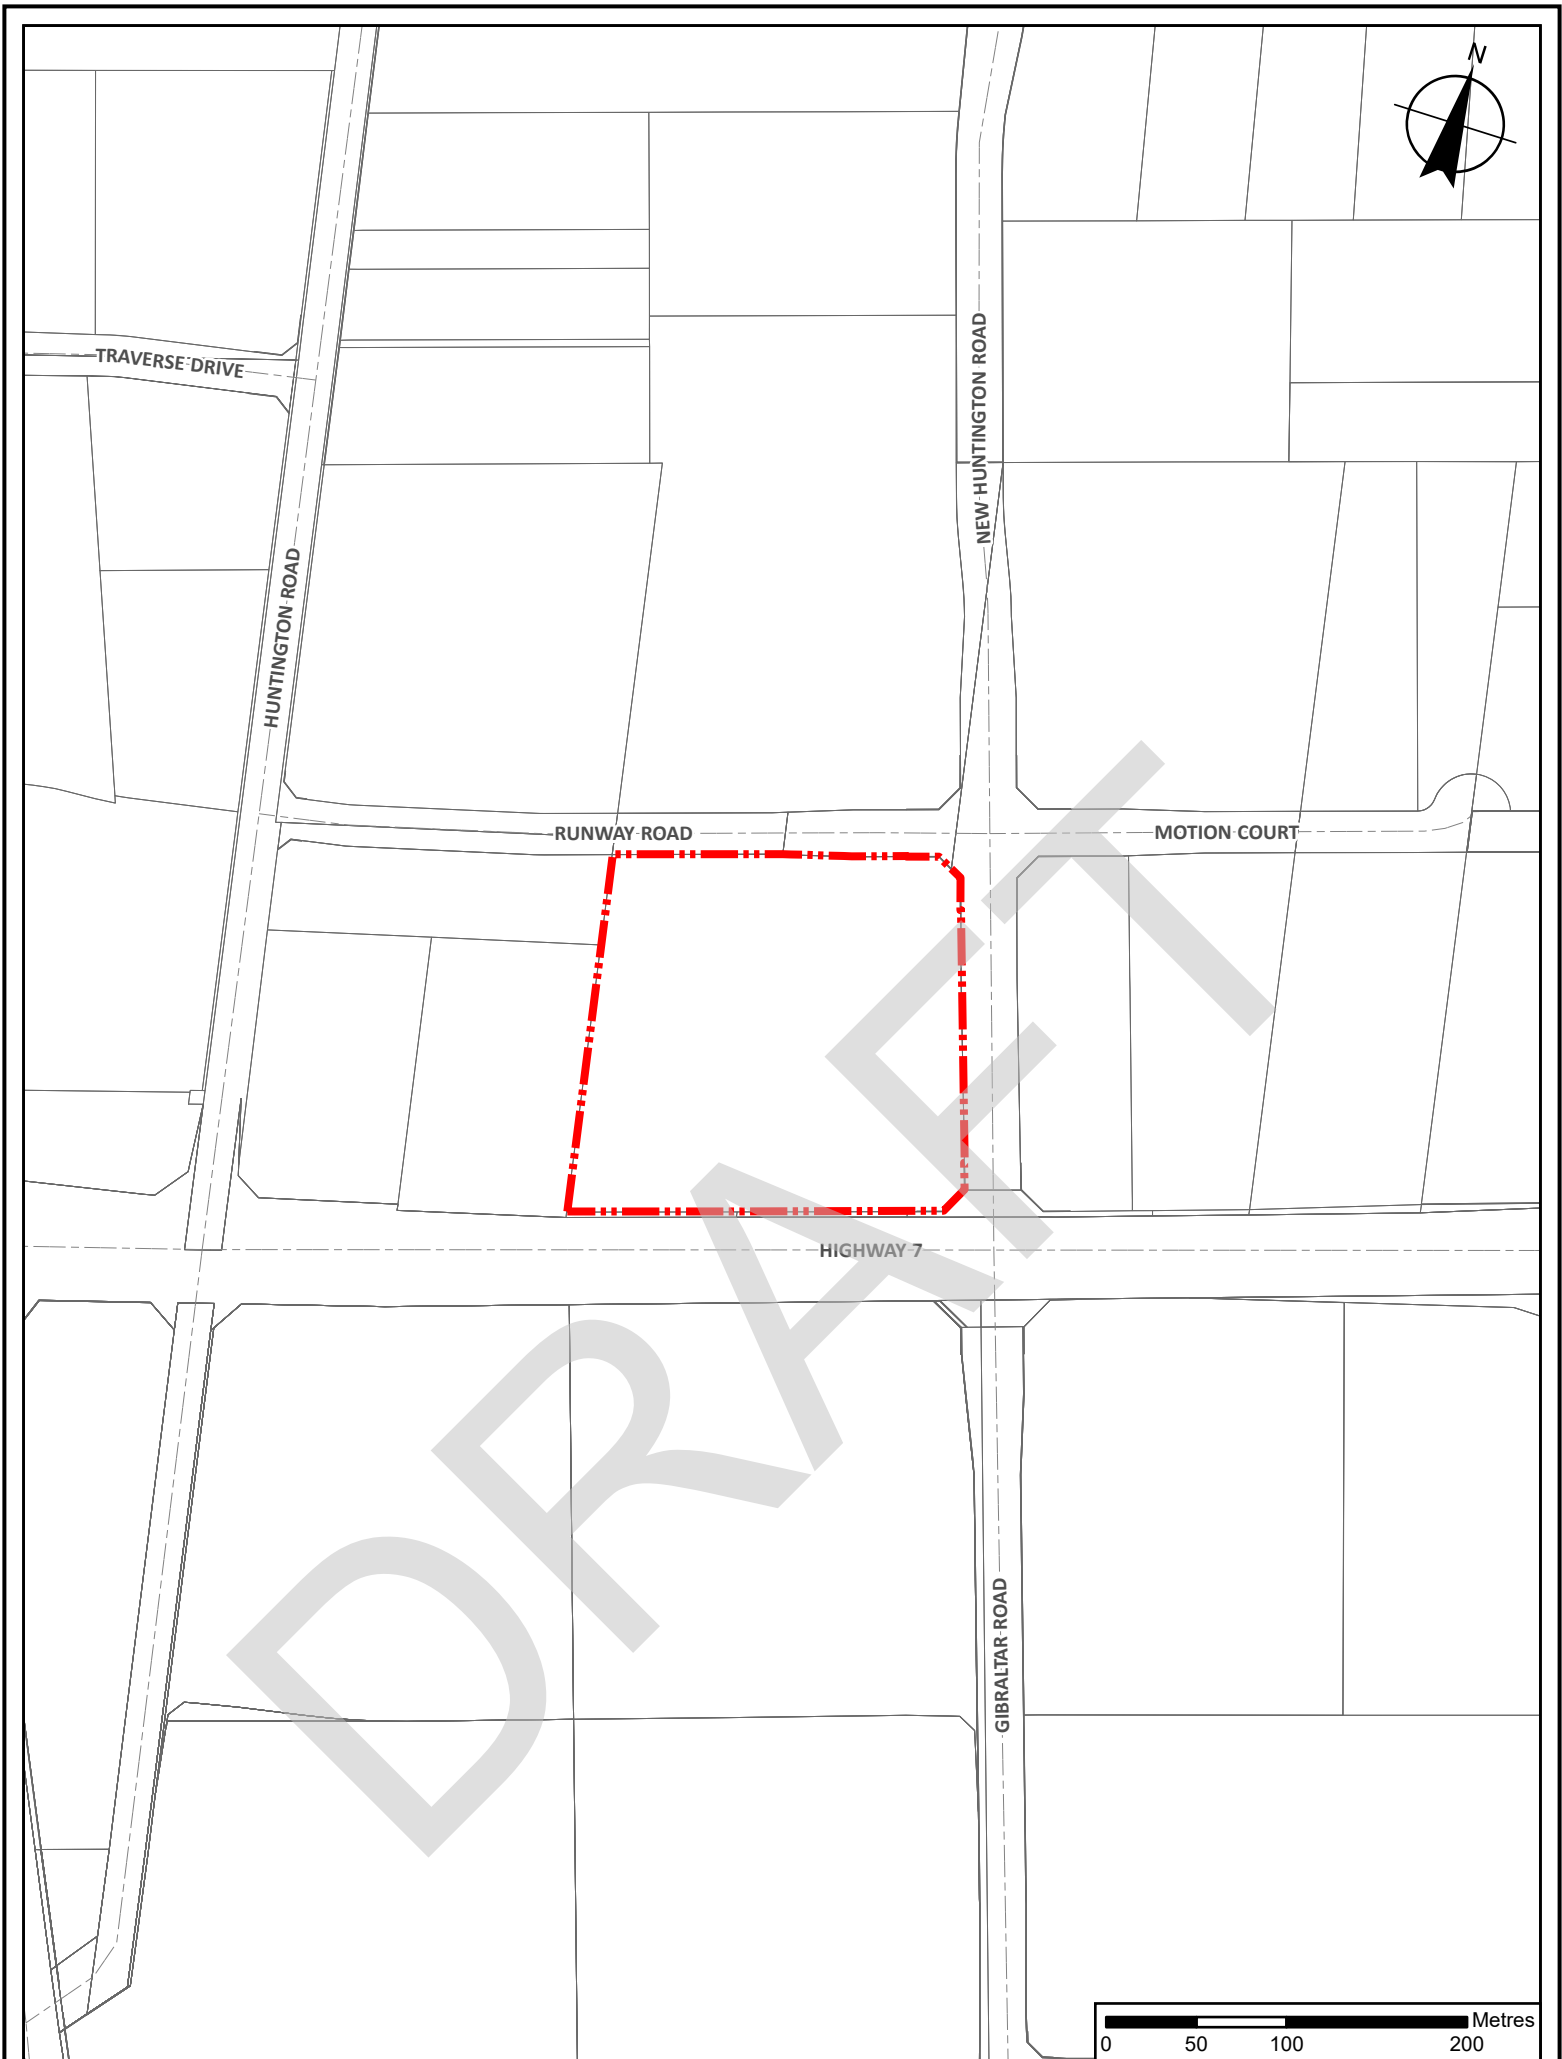 N
TRAVERSE DRIVE
NEW HUNTINGTON ROAD
HUNTINGTON ROAD
RUNWAY ROAD
MOTION COURT
HIGHWAY 7
DRAFT
GIBRALTAR ROAD
Metres
0 50 100 200